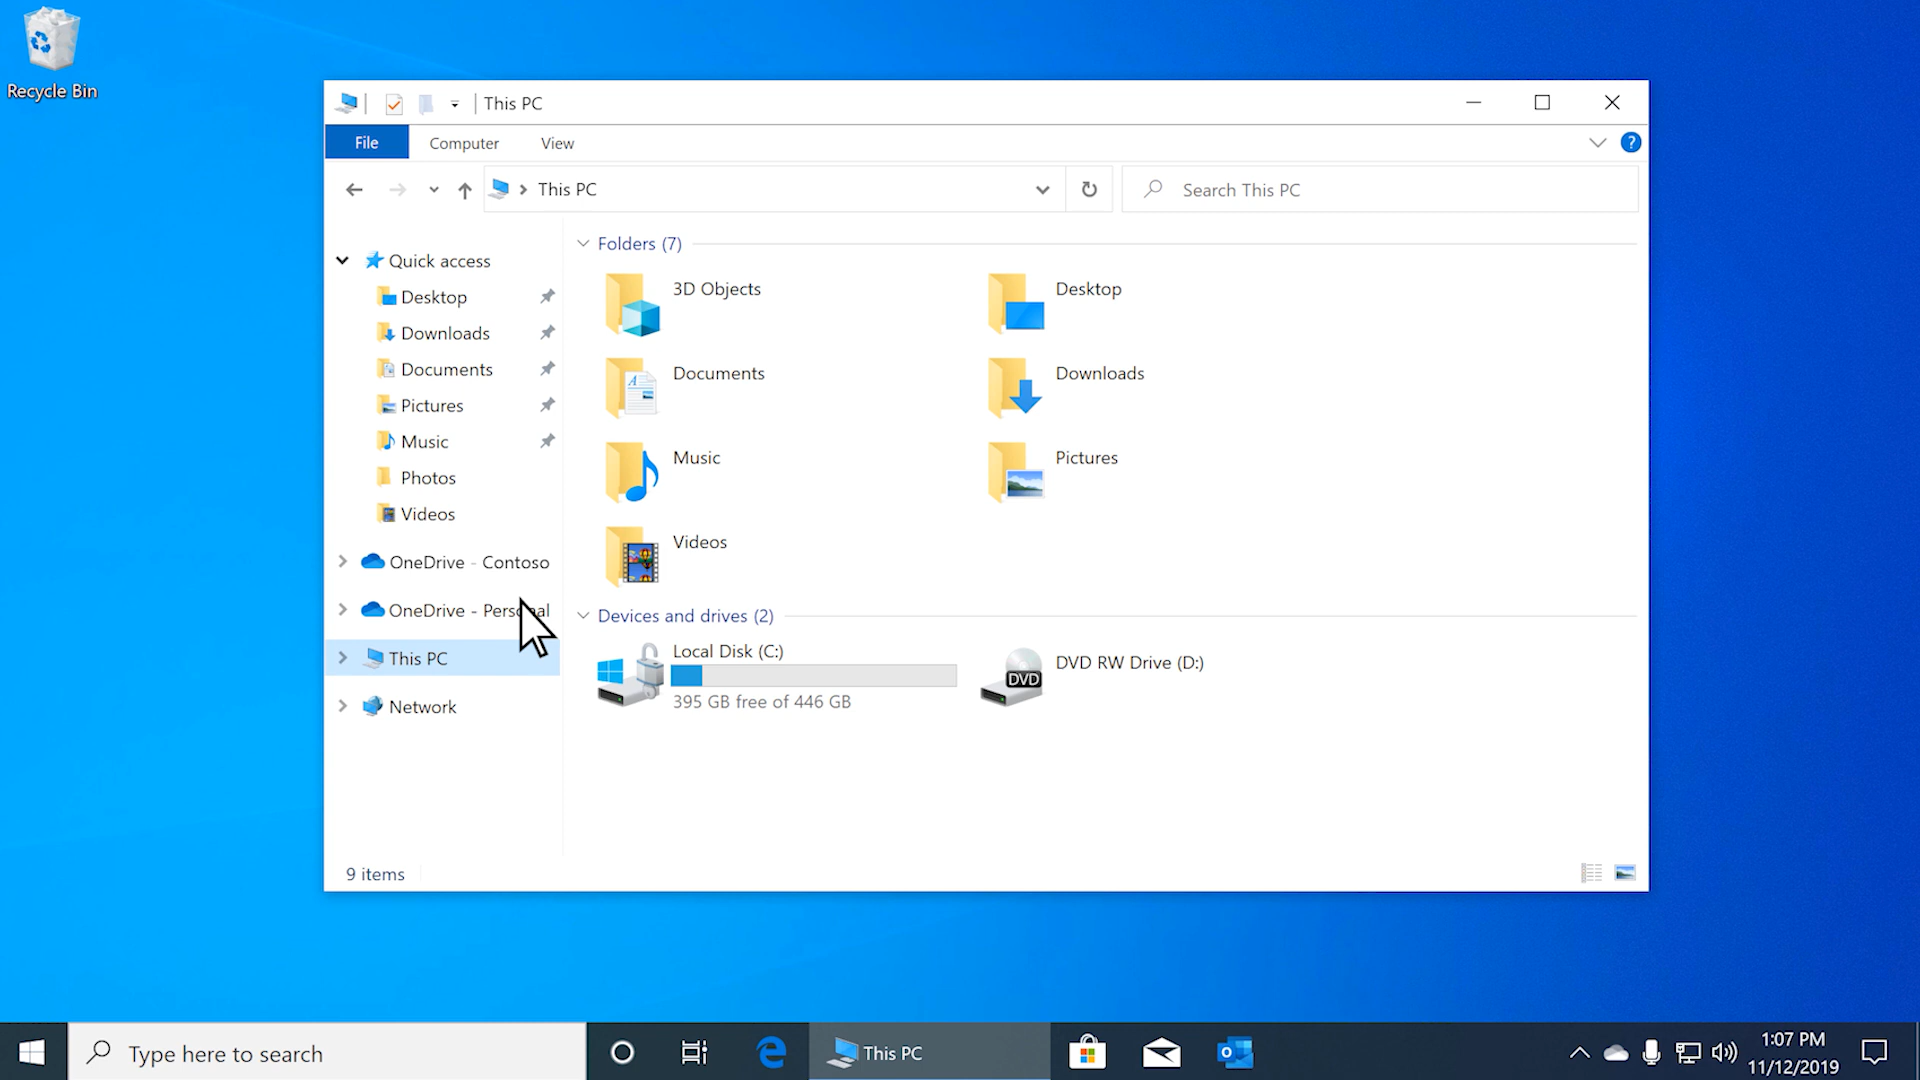 Recycle Bin
This PC
File Computer View ?
This PC
Search This PC
Quick access
Desktop
Downloads
Documents
Pictures
Music
Photos
Videos
OneDrive - Contoso
OneDrive - Personal
This PC
Network
Folders (7)
3D Objects
Desktop
Documents
Downloads
Music
Pictures
Videos
Devices and drives (2)
Local Disk (C:)
395 GB free of 446 GB
DVD
DVD RW Drive (D:)
9 items
Type here to search
This PC
1:07 PM
11/12/2019